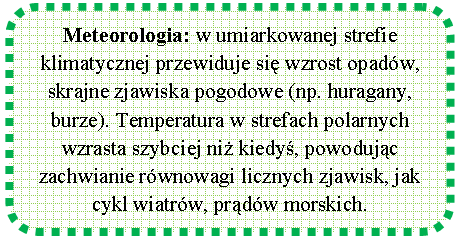 Meteorologia: w umiarkowanej strefie
klimatycznej przewiduje się wzrost opadów,
skrajne zjawiska pogodowe (np. huragany,
burze). Temperatura w strefach polarnych
wzrasta szybciej niż kiedyś, powodując
zachwianie równowagi licznych zjawisk, jak
cykl wiatrów, prądów morskich.